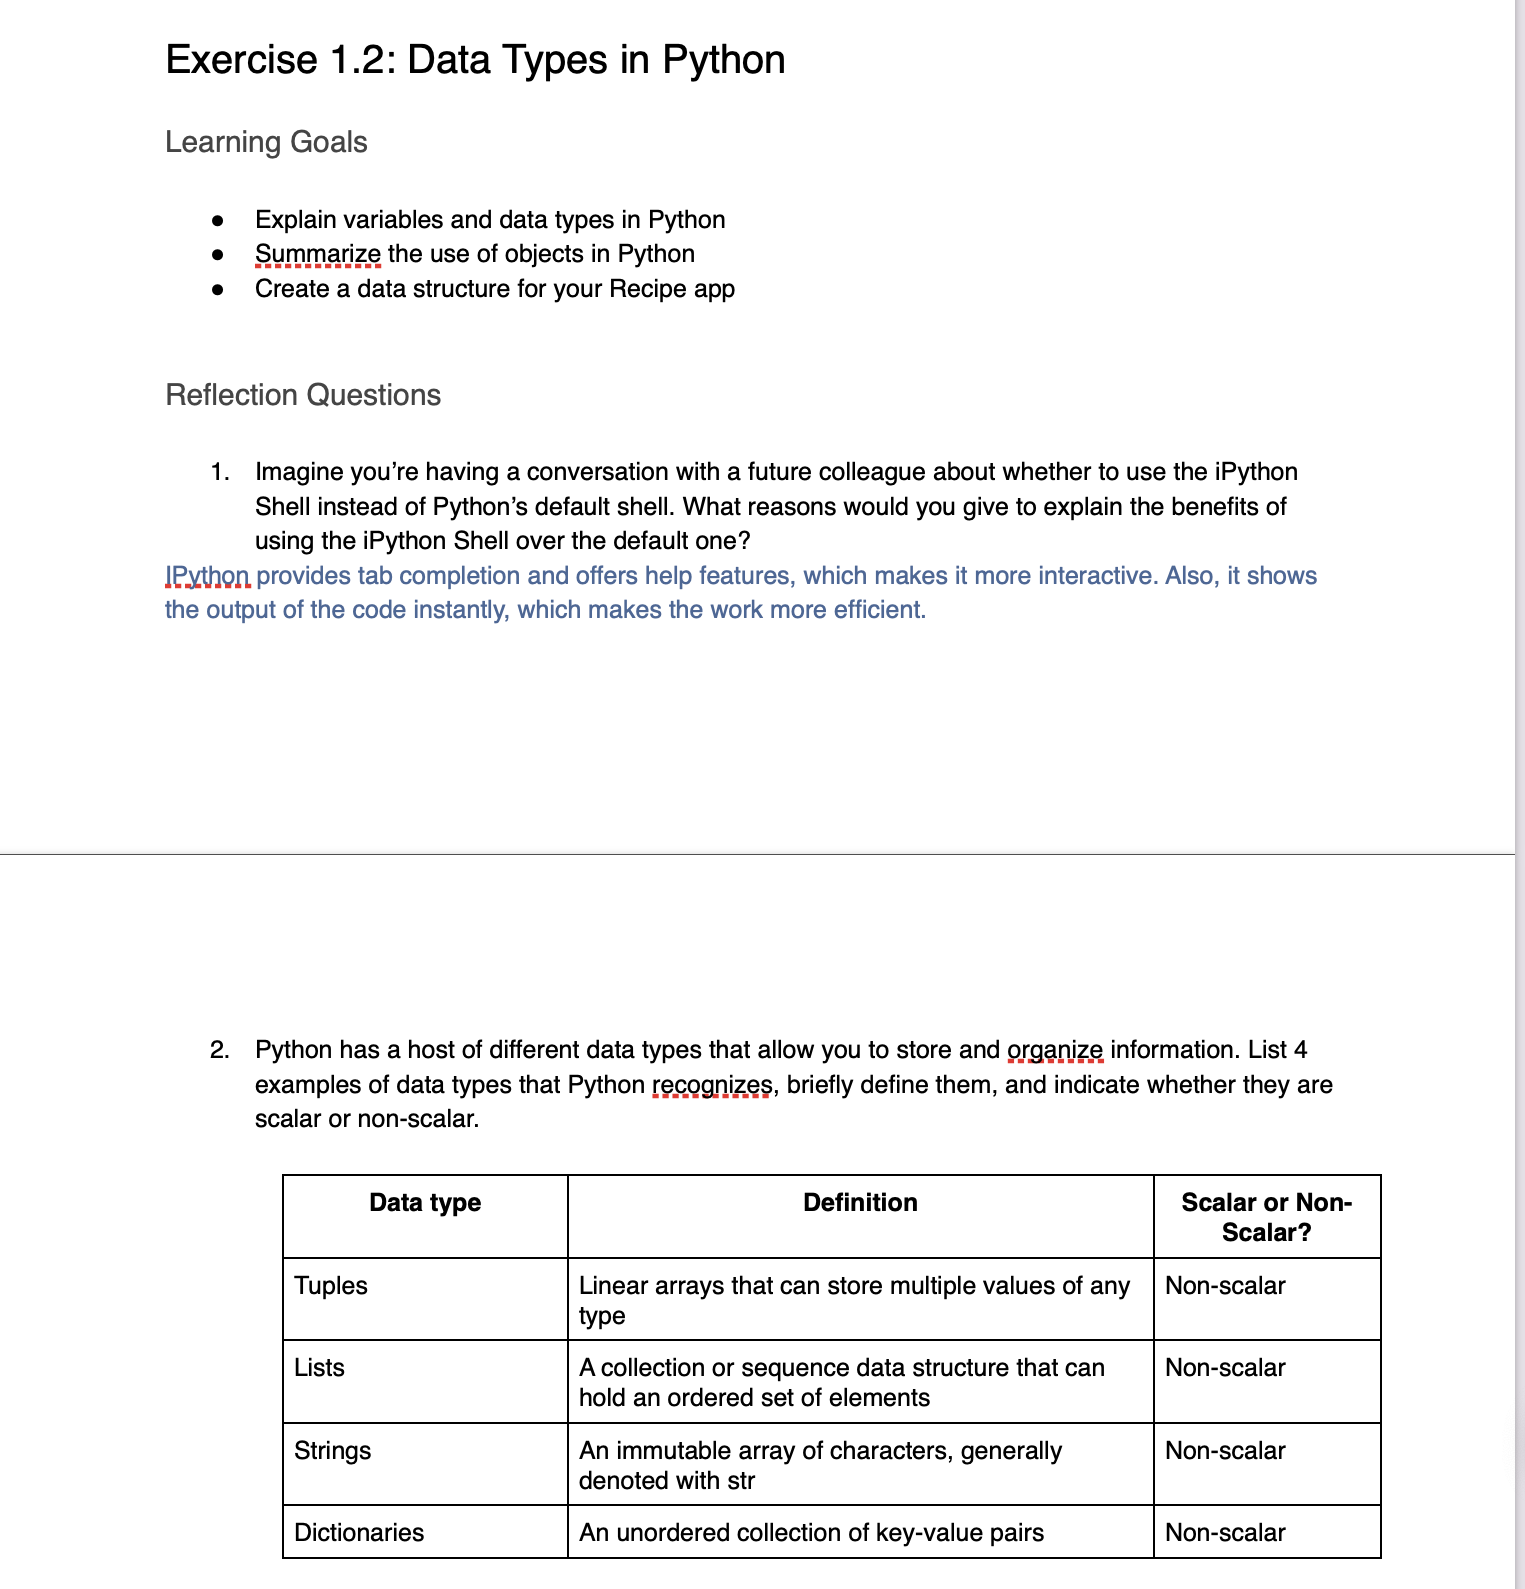 Exercise 1.2: Data Types in Python
Learning Goals
● Explain variables and data types in Python
● Summarize the use of objects in Python
● Create a data structure for your Recipe app
Reflection Questions
1. Imagine you’re having a conversation with a future colleague about whether to use the iPython
Shell instead of Python’s default shell. What reasons would you give to explain the benefits of
using the iPython Shell over the default one?
IPython provides tab completion and offers help features, which makes it more interactive. Also, it shows
the output of the code instantly, which makes the work more efficient.
2. Python has a host of different data types that allow you to store and organize information. List 4
examples of data types that Python recognizes, briefly define them, and indicate whether they are
scalar or non-scalar.
Data type Definition Scalar or Non-
Scalar?
Tuples Linear arrays that can store multiple values of any Non-scalar
type
Lists A collection or sequence data structure that can Non-scalar
hold an ordered set of elements
Strings An immutable array of characters, generally Non-scalar
denoted with str
Dictionaries An unordered collection of key-value pairs Non-scalar